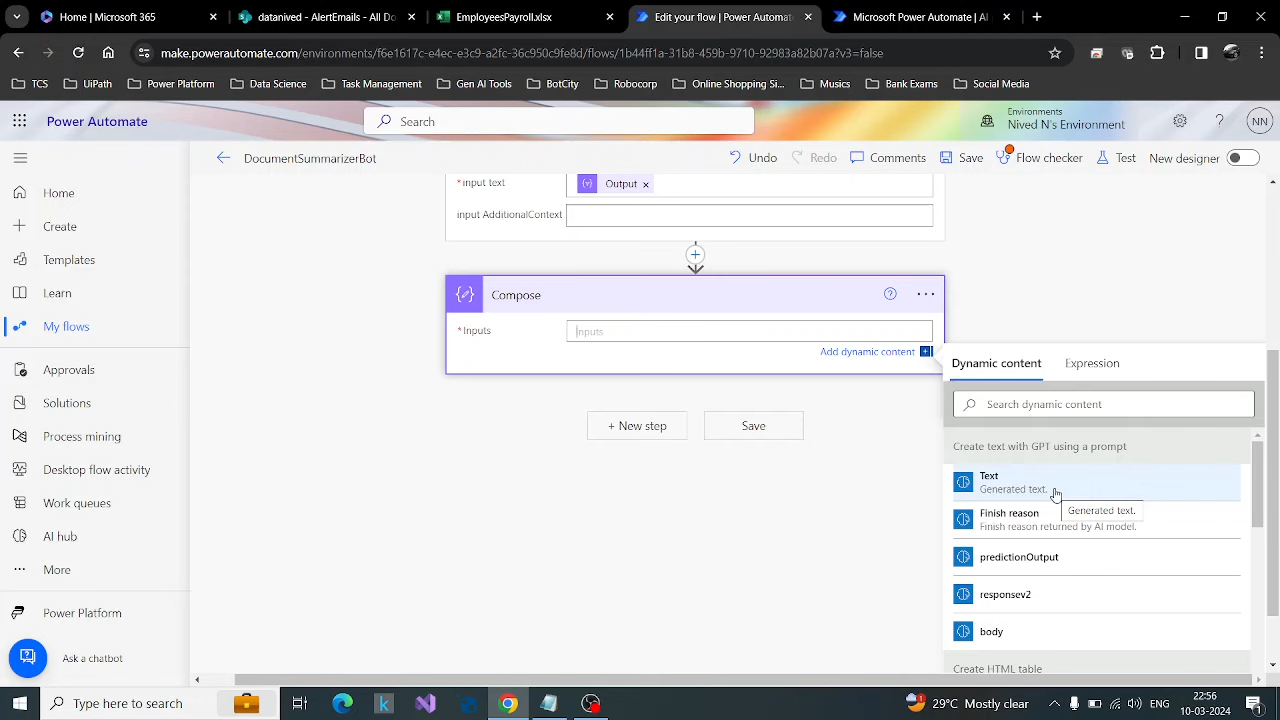 Home | Microsoft 365
datanived - AlertEmails - All Do
EmployeesPayroll.xlsx
Edit your flow | Power Automate
Microsoft Power Automate | AI
make.powerautomate.com/environments/f6e1617c-e4ec-e3c9-a2fc-36c950c9fe8d/flows/1b44ff1a-31b8-459b-9710-92983a82b07a?v3=false
TCS
Power Platform
Data Science
Task Management
Gen AI Tools
BotCity
Robocorp
Online Shopping Si...
Musics
Bank Exams
Creative Design
Power Automate
Search
Environments
Nived N's Environment
NN
DocumentSummarizerBot
Undo
Redo
Comments
Save
Flow checker
Test
New designer
Home
Create
Templates
Learn
My flows
Approvals
Solutions
Process mining
Desktop flow activity
Work queues
AI hub
More
Power Platform
Ask a chatbot
* input text
Output x
input AdditionalContext
Compose
* Inputs
Inputs
Add dynamic content
+ New step
Save
Dynamic content
Expression
Search dynamic content
Create text with GPT using a prompt
Text
Generated text.
Generated text.
Finish reason
Finish reason returned by AI model.
predictionOutput
responsev2
body
Create HTML table
Type here to search
1
29°C Mostly clear
ENG
22:56
10-03-2024